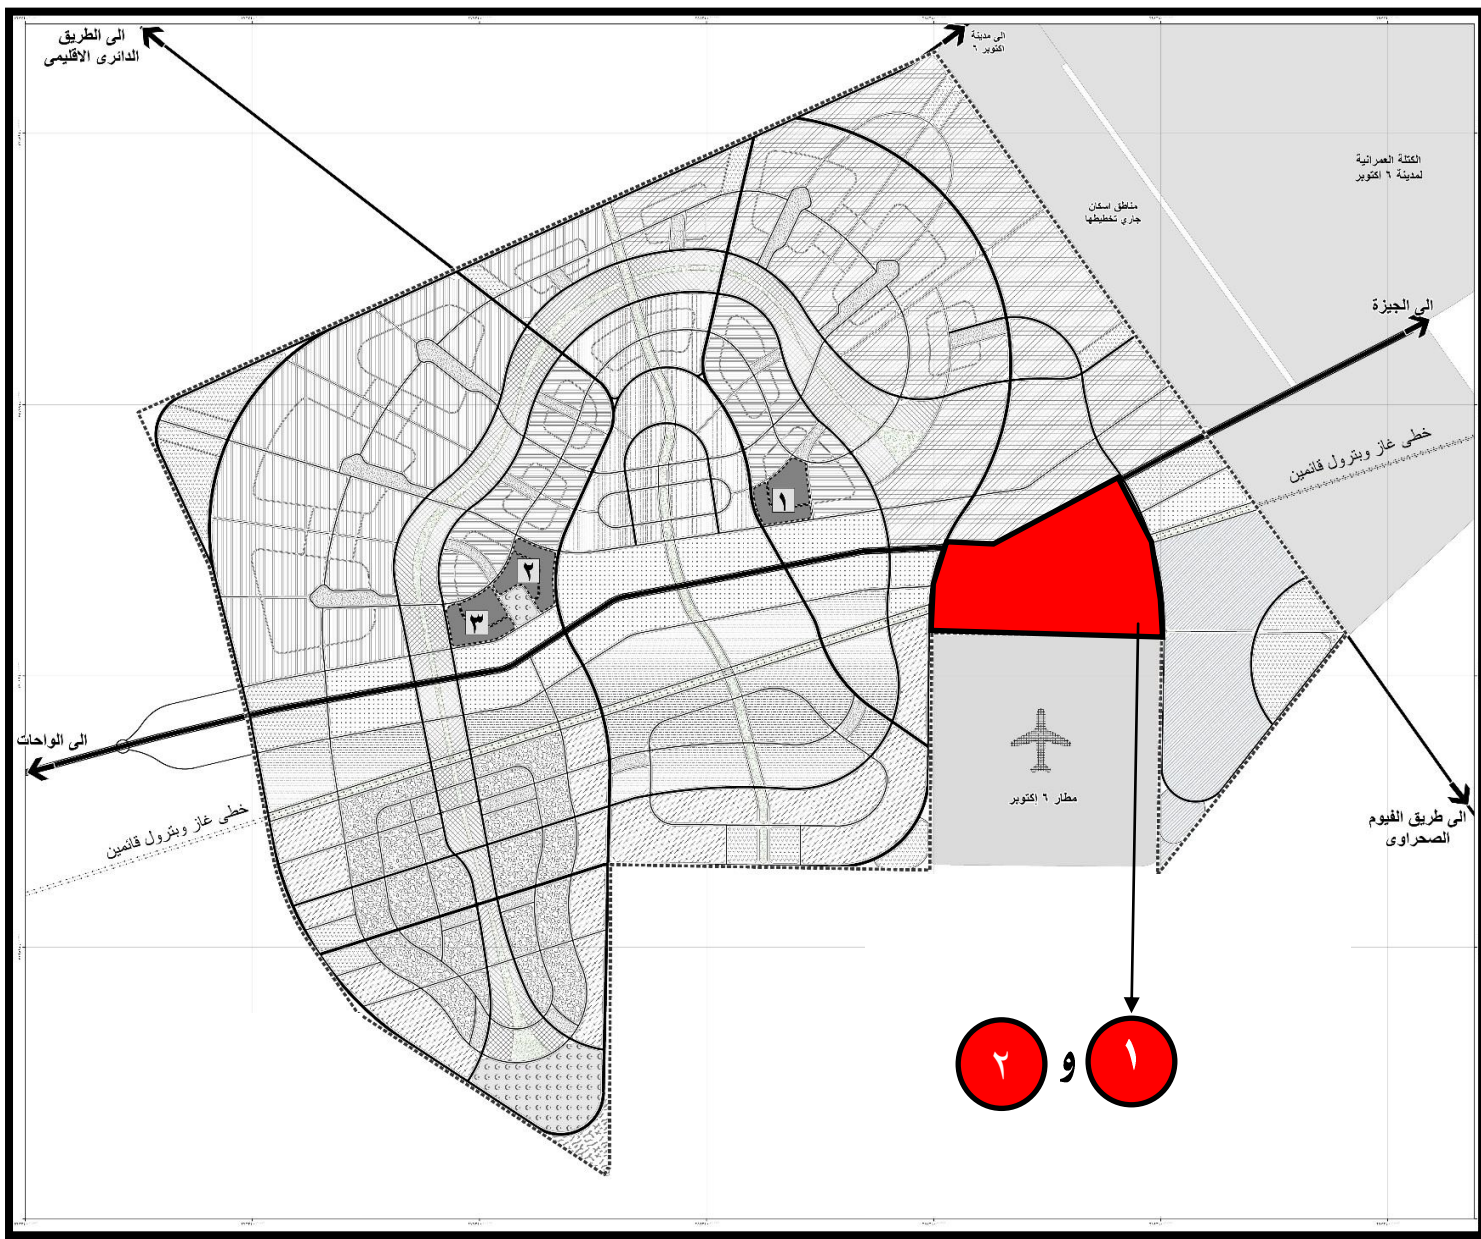 الى الطريق
الدائرى الاقليمى
الى مدينة
٦ اكتوبر
الكتلة العمرانية
لمدينة ٦ اكتوبر
مناطق اسكان
جاري تخطيطها
الى الجيزة
خطى غاز وبترول قائمين
١
٢
٣
الى الواحات
خطى غاز وبترول قائمين
مطار ٦ اكتوبر
الى طريق الفيوم
الصحراوى
١ و ٢